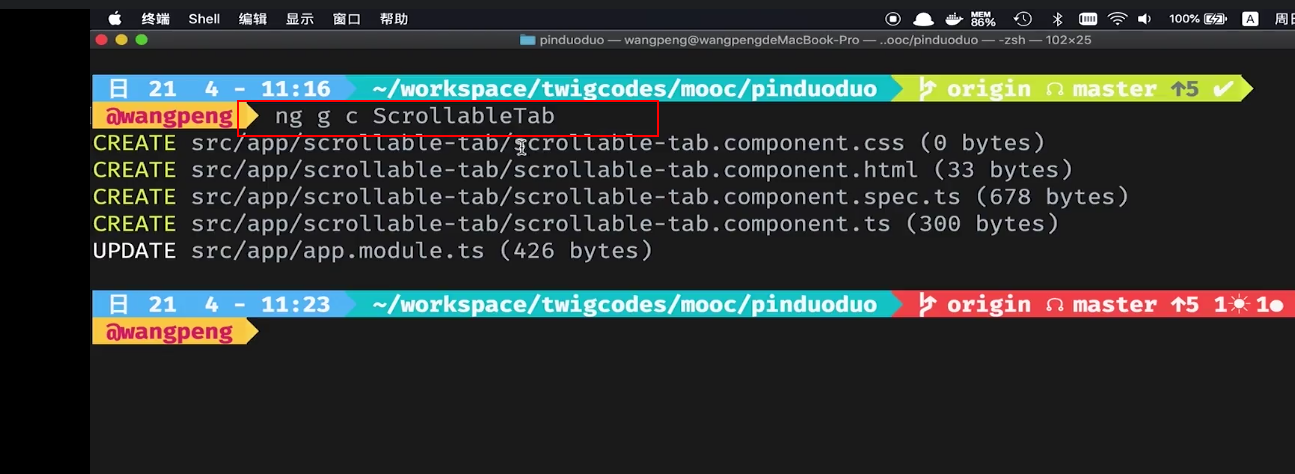 终端 Shell 编辑 显示 窗口 帮助 MEM 86% 100% A 周日
pinduoduo — wangpeng@wangpengdeMacBook-Pro — ..ooc/pinduoduo — -zsh — 102×25
日 21 4 - 11:16 ~/workspace/twigcodes/mooc/pinduoduo origin master ↑5 ✔
@wangpeng ng g c ScrollableTab
CREATE src/app/scrollable-tab/scrollable-tab.component.css (0 bytes)
CREATE src/app/scrollable-tab/scrollable-tab.component.html (33 bytes)
CREATE src/app/scrollable-tab/scrollable-tab.component.spec.ts (678 bytes)
CREATE src/app/scrollable-tab/scrollable-tab.component.ts (300 bytes)
UPDATE src/app/app.module.ts (426 bytes)
日 21 4 - 11:23 ~/workspace/twigcodes/mooc/pinduoduo origin master ↑5 1☀ 1●
@wangpeng